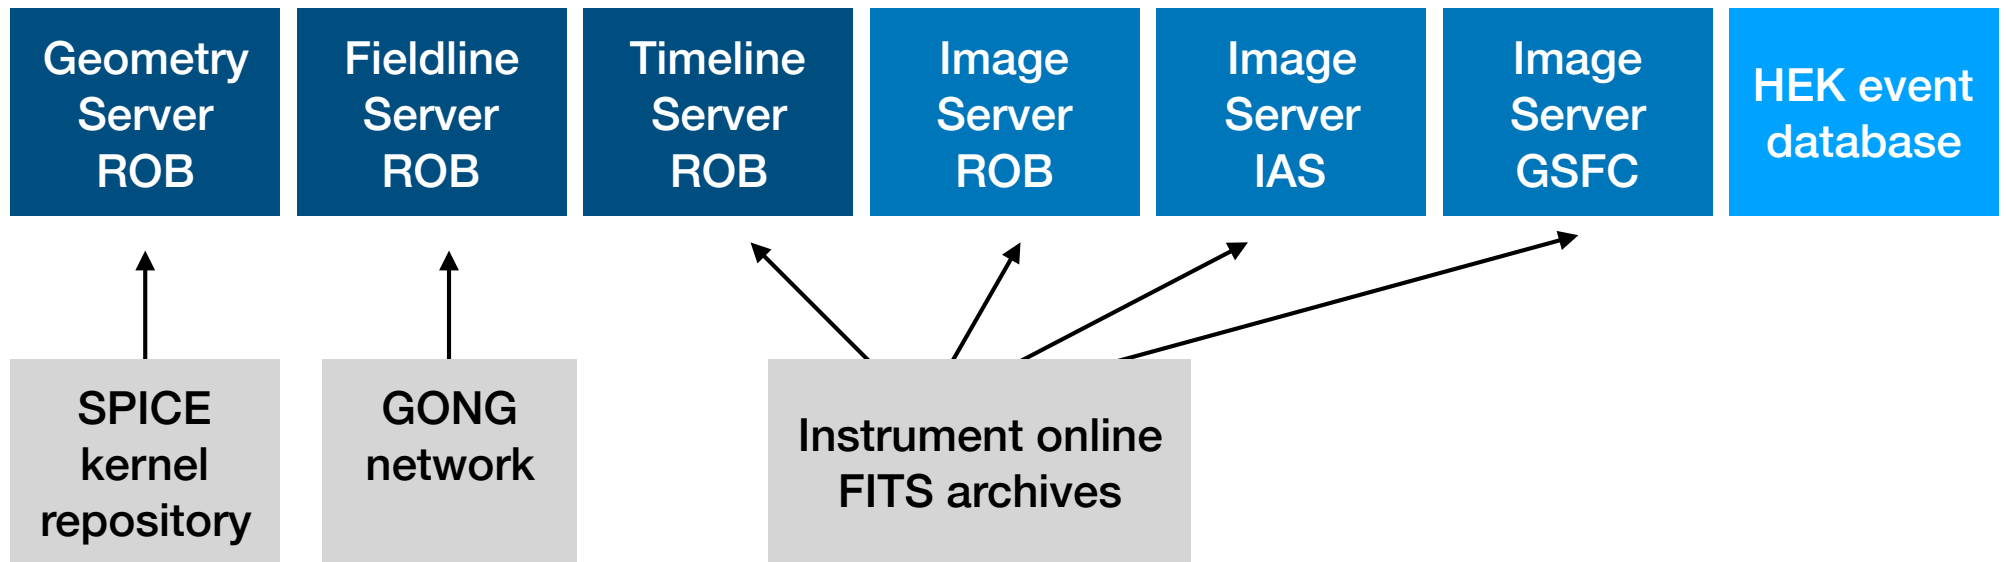 Geometry
Server
ROB
Fieldline
Server
ROB
Timeline
Server
ROB
Image
Server
ROB
Image
Server
IAS
Image
Server
GSFC
HEK event
database
SPICE
kernel
repository
GONG
network
Instrument online
FITS archives